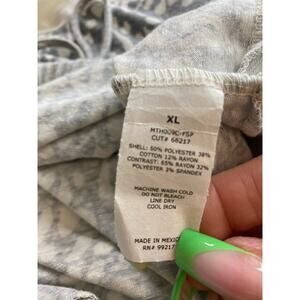 XL
MTH009C-FSP
CUT# 66217
SHELL: 50% POLYESTER 38%
COTTON 12% RAYON
CONTRAST: 65% RAYON 32%
POLYESTER 3% SPANDEX
MACHINE WASH COLD
DO NOT BLEACH
LINE DRY
COOL IRON
MADE IN MEXICO
RN# 99217